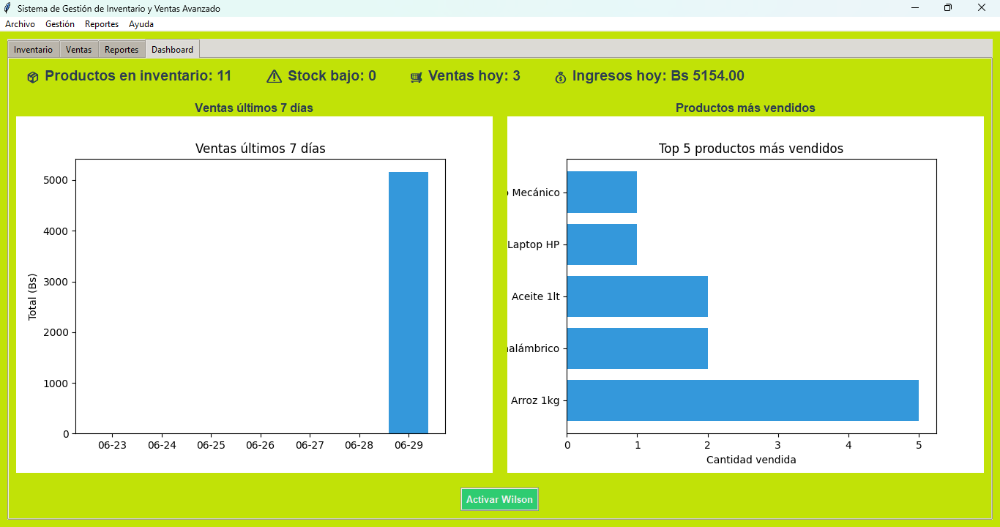 Sistema de Gestión de Inventario y Ventas Avanzado
Archivo Gestión Reportes Ayuda
Inventario Ventas Reportes Dashboard
Productos en inventario: 11 Stock bajo: 0 Ventas hoy: 3 Ingresos hoy: Bs 5154.00
Ventas últimos 7 días
Ventas últimos 7 días
Total (Bs)
5000
4000
3000
2000
1000
0
06-23 06-24 06-25 06-26 06-27 06-28 06-29
Productos más vendidos
Top 5 productos más vendidos
Mecánico
Laptop HP
Aceite 1lt
alámbrico
Arroz 1kg
0 1 2 3 4 5
Cantidad vendida
Activar Wilson